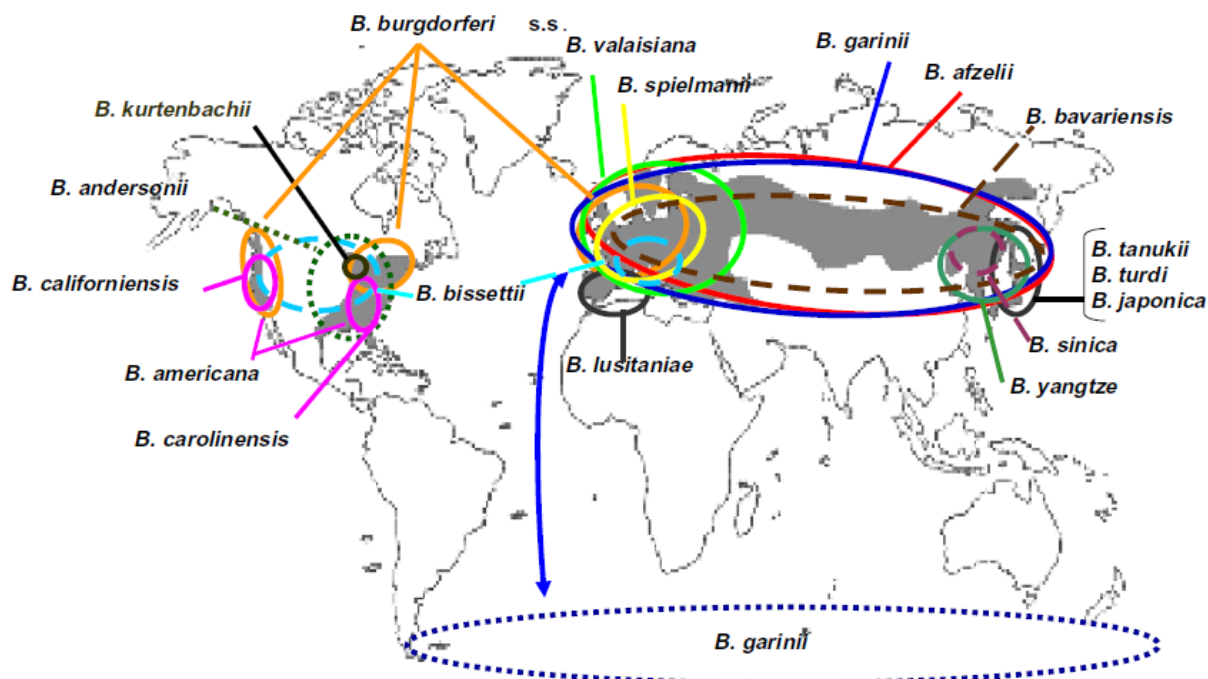 B. burgdorferi s.s.
B. valaisiana
B. garinii
B. spielmanii
B. afzelii
B. kurtenbachii
B. bavariensis
B. andersonii
B. tanukii
B. californiensis
B. turdi
B. bissettii
B. japonica
B. sinica
B. americana
B. lusitaniae
B. yangtze
B. carolinensis
B. garinii